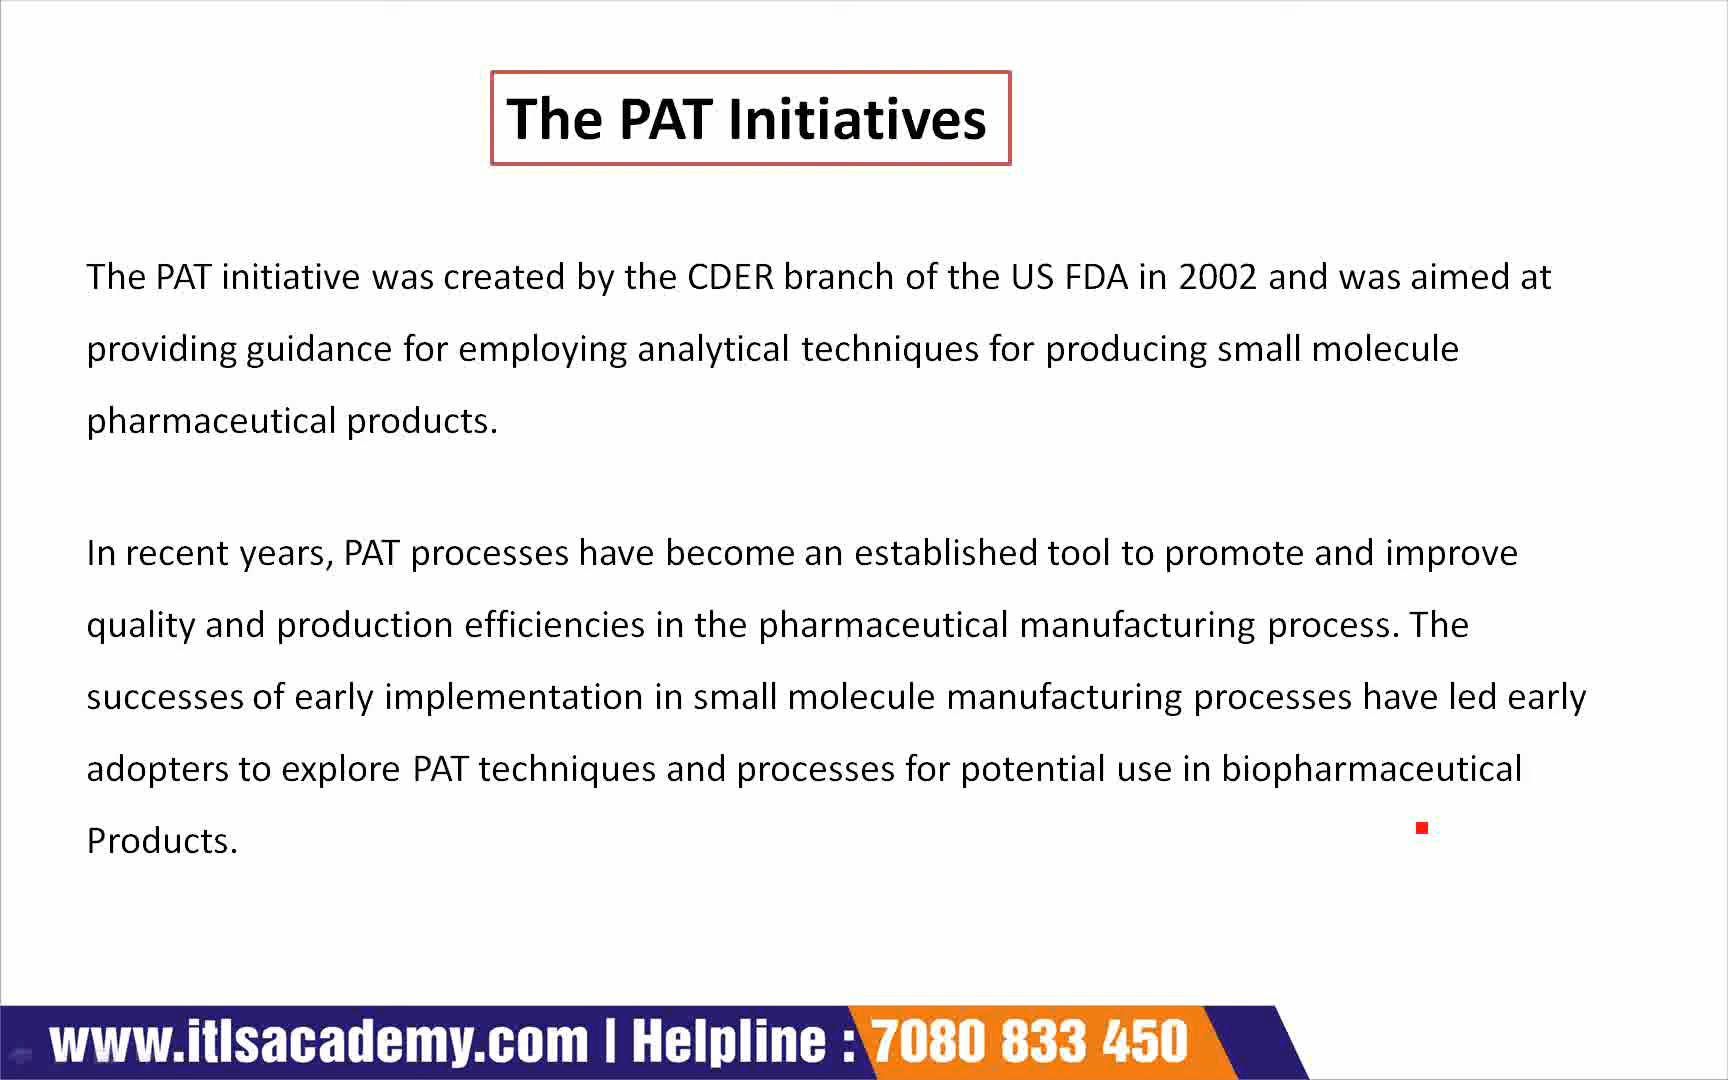 The PAT Initiatives
The PAT initiative was created by the CDER branch of the US FDA in 2002 and was aimed at
providing guidance for employing analytical techniques for producing small molecule
pharmaceutical products.
In recent years, PAT processes have become an established tool to promote and improve
quality and production efficiencies in the pharmaceutical manufacturing process. The
successes of early implementation in small molecule manufacturing processes have led early
adopters to explore PAT techniques and processes for potential use in biopharmaceutical
Products.
www.itlsacademy.com | Helpline : 7080 833 450